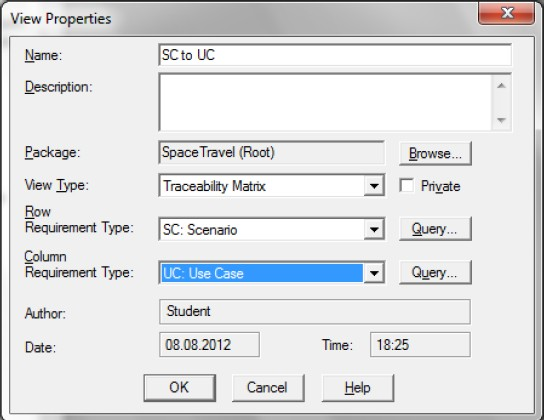 View Properties
Name: SC to UC
Description:
Package: SpaceTravel (Root) Browse...
View Type: Traceability Matrix Private
Row
Requirement Type: SC: Scenario Query...
Column
Requirement Type: UC: Use Case Query...
Author: Student
Date: 08.08.2012 Time: 18:25
OK Cancel Help